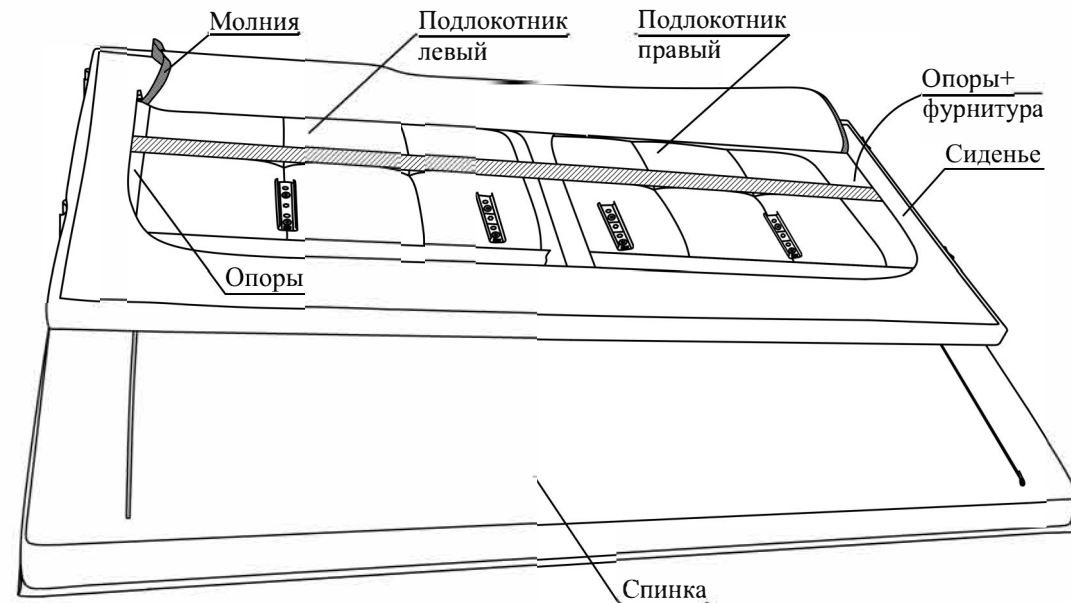 Молния
Подлокотник
левый
Подлокотник
правый
Опоры+
фурнитура
Сиденье
Опоры
Спинка